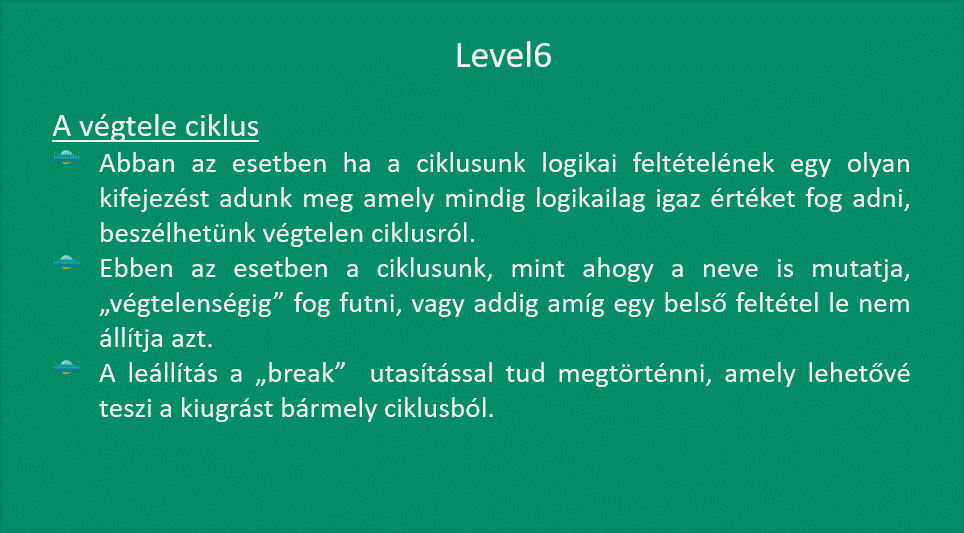 Level6
A végtele ciklus
Abban az esetben ha a ciklusunk logikai feltételének egy olyan
kifejezést adunk meg amely mindig logikailag igaz értéket fog adni,
beszélhetünk végtelen ciklusról.
Ebben az esetben a ciklusunk, mint ahogy a neve is mutatja,
„végtelenségig” fog futni, vagy addig amíg egy belső feltétel le nem
állítja azt.
A leállítás a „break”  utasítással tud megtörténni, amely lehetővé
teszi a kiugrást bármely ciklusból.